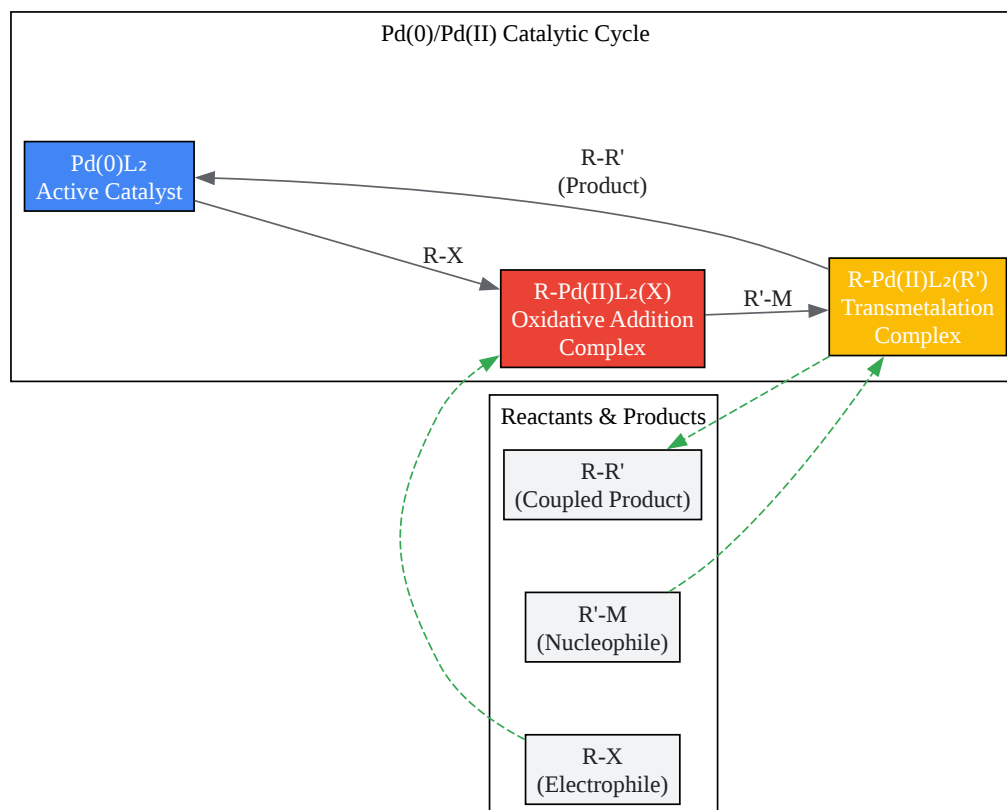 Pd(0)/Pd(II) Catalytic Cycle
Pd(0)L₂
Active Catalyst
R-R'
(Product)
R-X
R-Pd(II)L₂(X)
Oxidative Addition
Complex
R'-M
R-Pd(II)L₂(R')
Transmetalation
Complex
Reactants & Products
R-R'
(Coupled Product)
R'-M
(Nucleophile)
R-X
(Electrophile)